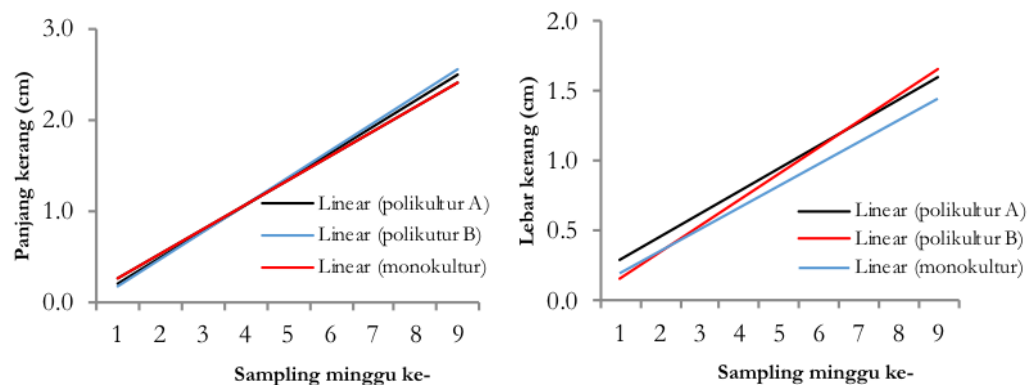 Panjang kerang (cm)
3.0
2.0
1.0
0.0
Linear (polikultur A)
Linear (polikutur B)
Linear (monokultur)
1 2 3 4 5 6 7 8 9
Sampling minggu ke-
Lebar kerang (cm)
2.0
1.5
1.0
0.5
0.0
Linear (polikultur A)
Linear (polikultur B)
Linear (monokultur)
1 2 3 4 5 6 7 8 9
Sampling minggu ke-